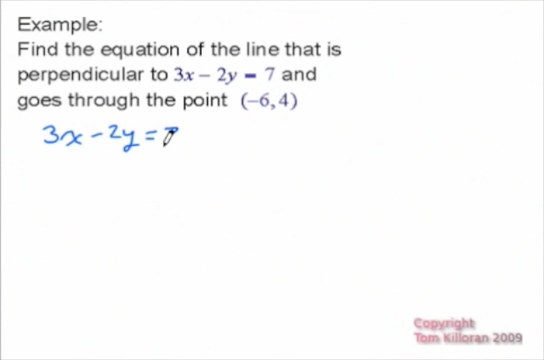 Example:
Find the equation of the line that is
perpendicular to 3x – 2y = 7 and
goes through the point (–6, 4)
3x – 2y = 7
Copyright
Tom Killoran 2009